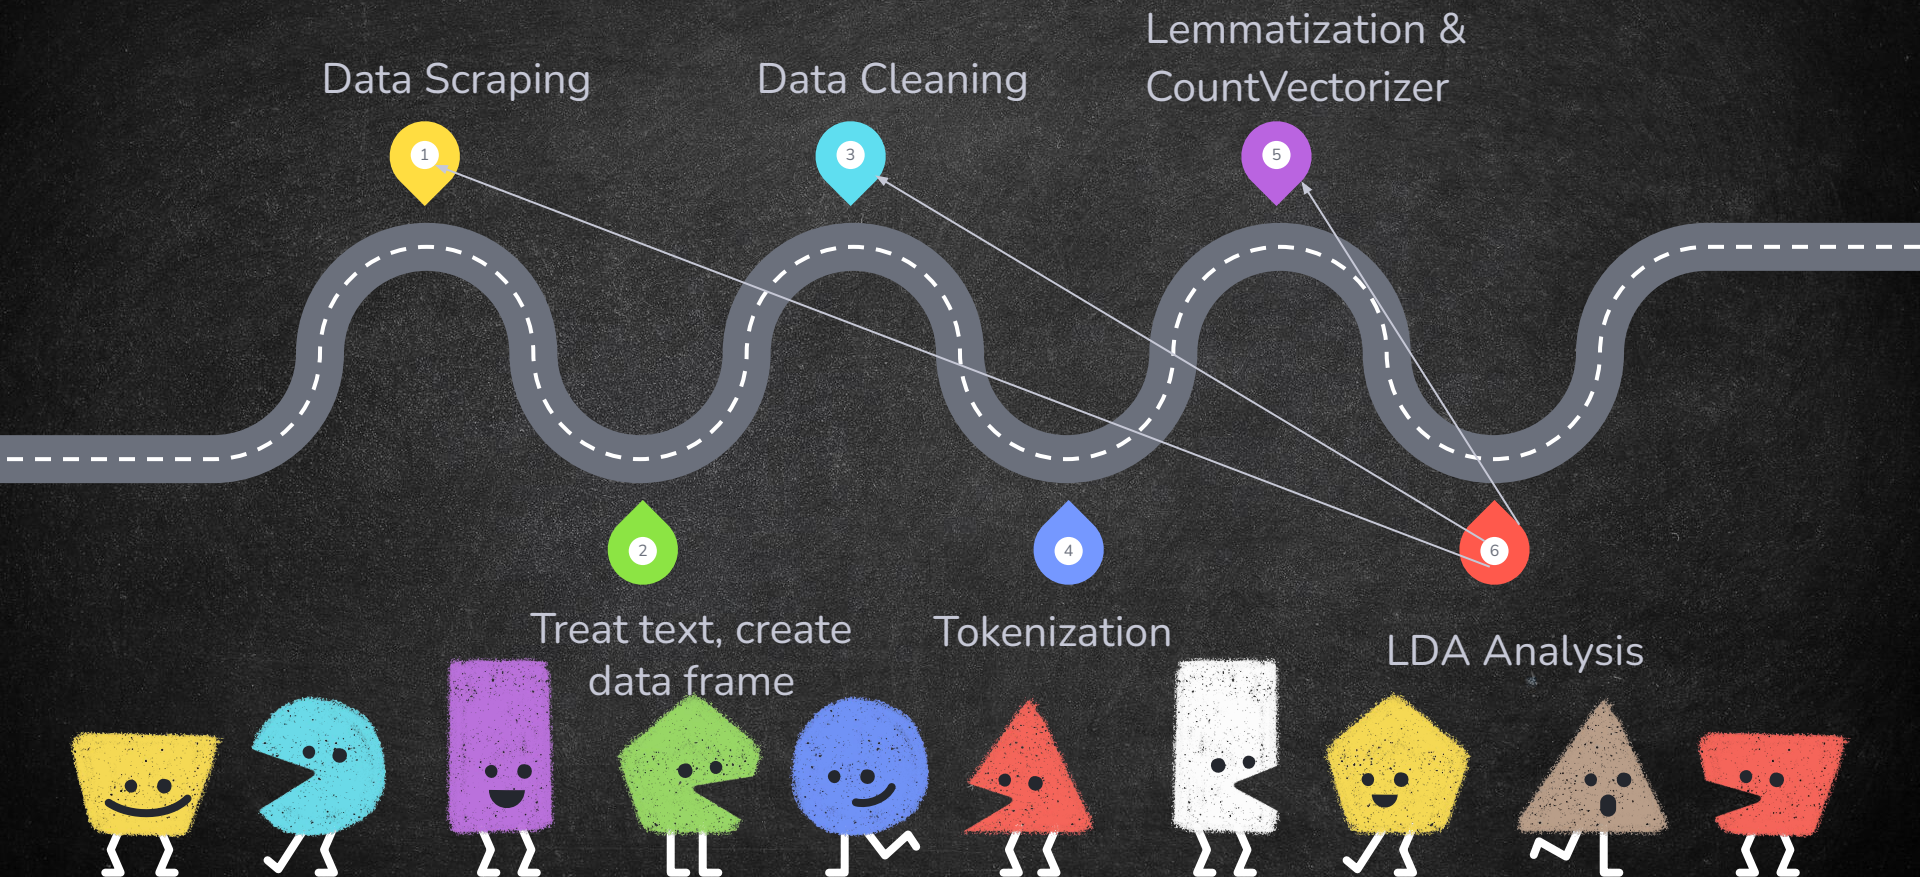 Data Scraping
1
Treat text, create
data frame
2
Data Cleaning
3
Tokenization
4
Lemmatization &
CountVectorizer
5
LDA Analysis
6